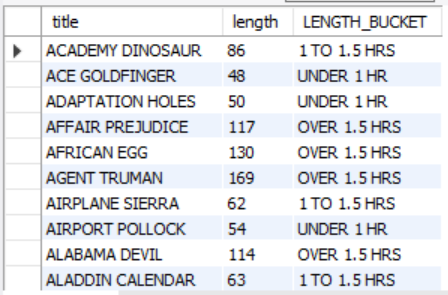 title length LENGTH_BUCKET
ACADEMY DINOSAUR 86 1 TO 1.5 HRS
ACE GOLDFINGER 48 UNDER 1 HR
ADAPTATION HOLES 50 UNDER 1 HR
AFFAIR PREJUDICE 117 OVER 1.5 HRS
AFRICAN EGG 130 OVER 1.5 HRS
AGENT TRUMAN 169 OVER 1.5 HRS
AIRPLANE SIERRA 62 1 TO 1.5 HRS
AIRPORT POLLOCK 54 UNDER 1 HR
ALABAMA DEVIL 114 OVER 1.5 HRS
ALADDIN CALENDAR 63 1 TO 1.5 HRS